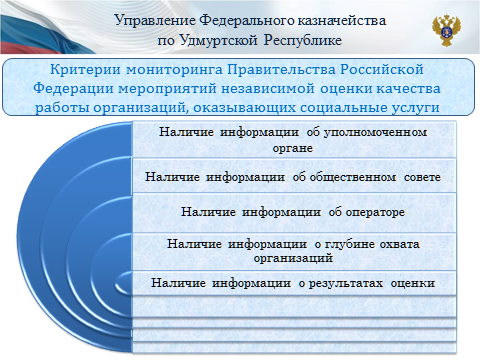 Управление Федерального казначейства
по Удмуртской Республике
Критерии мониторинга Правительства Российской
Федерации мероприятий независимой оценки качества
работы организаций, оказывающих социальные услуги
Наличие информации об уполномоченном
органе
Наличие информации об общественном совете
Наличие информации об операторе
Наличие информации о глубине охвата
организаций
Наличие информации о результатах оценки